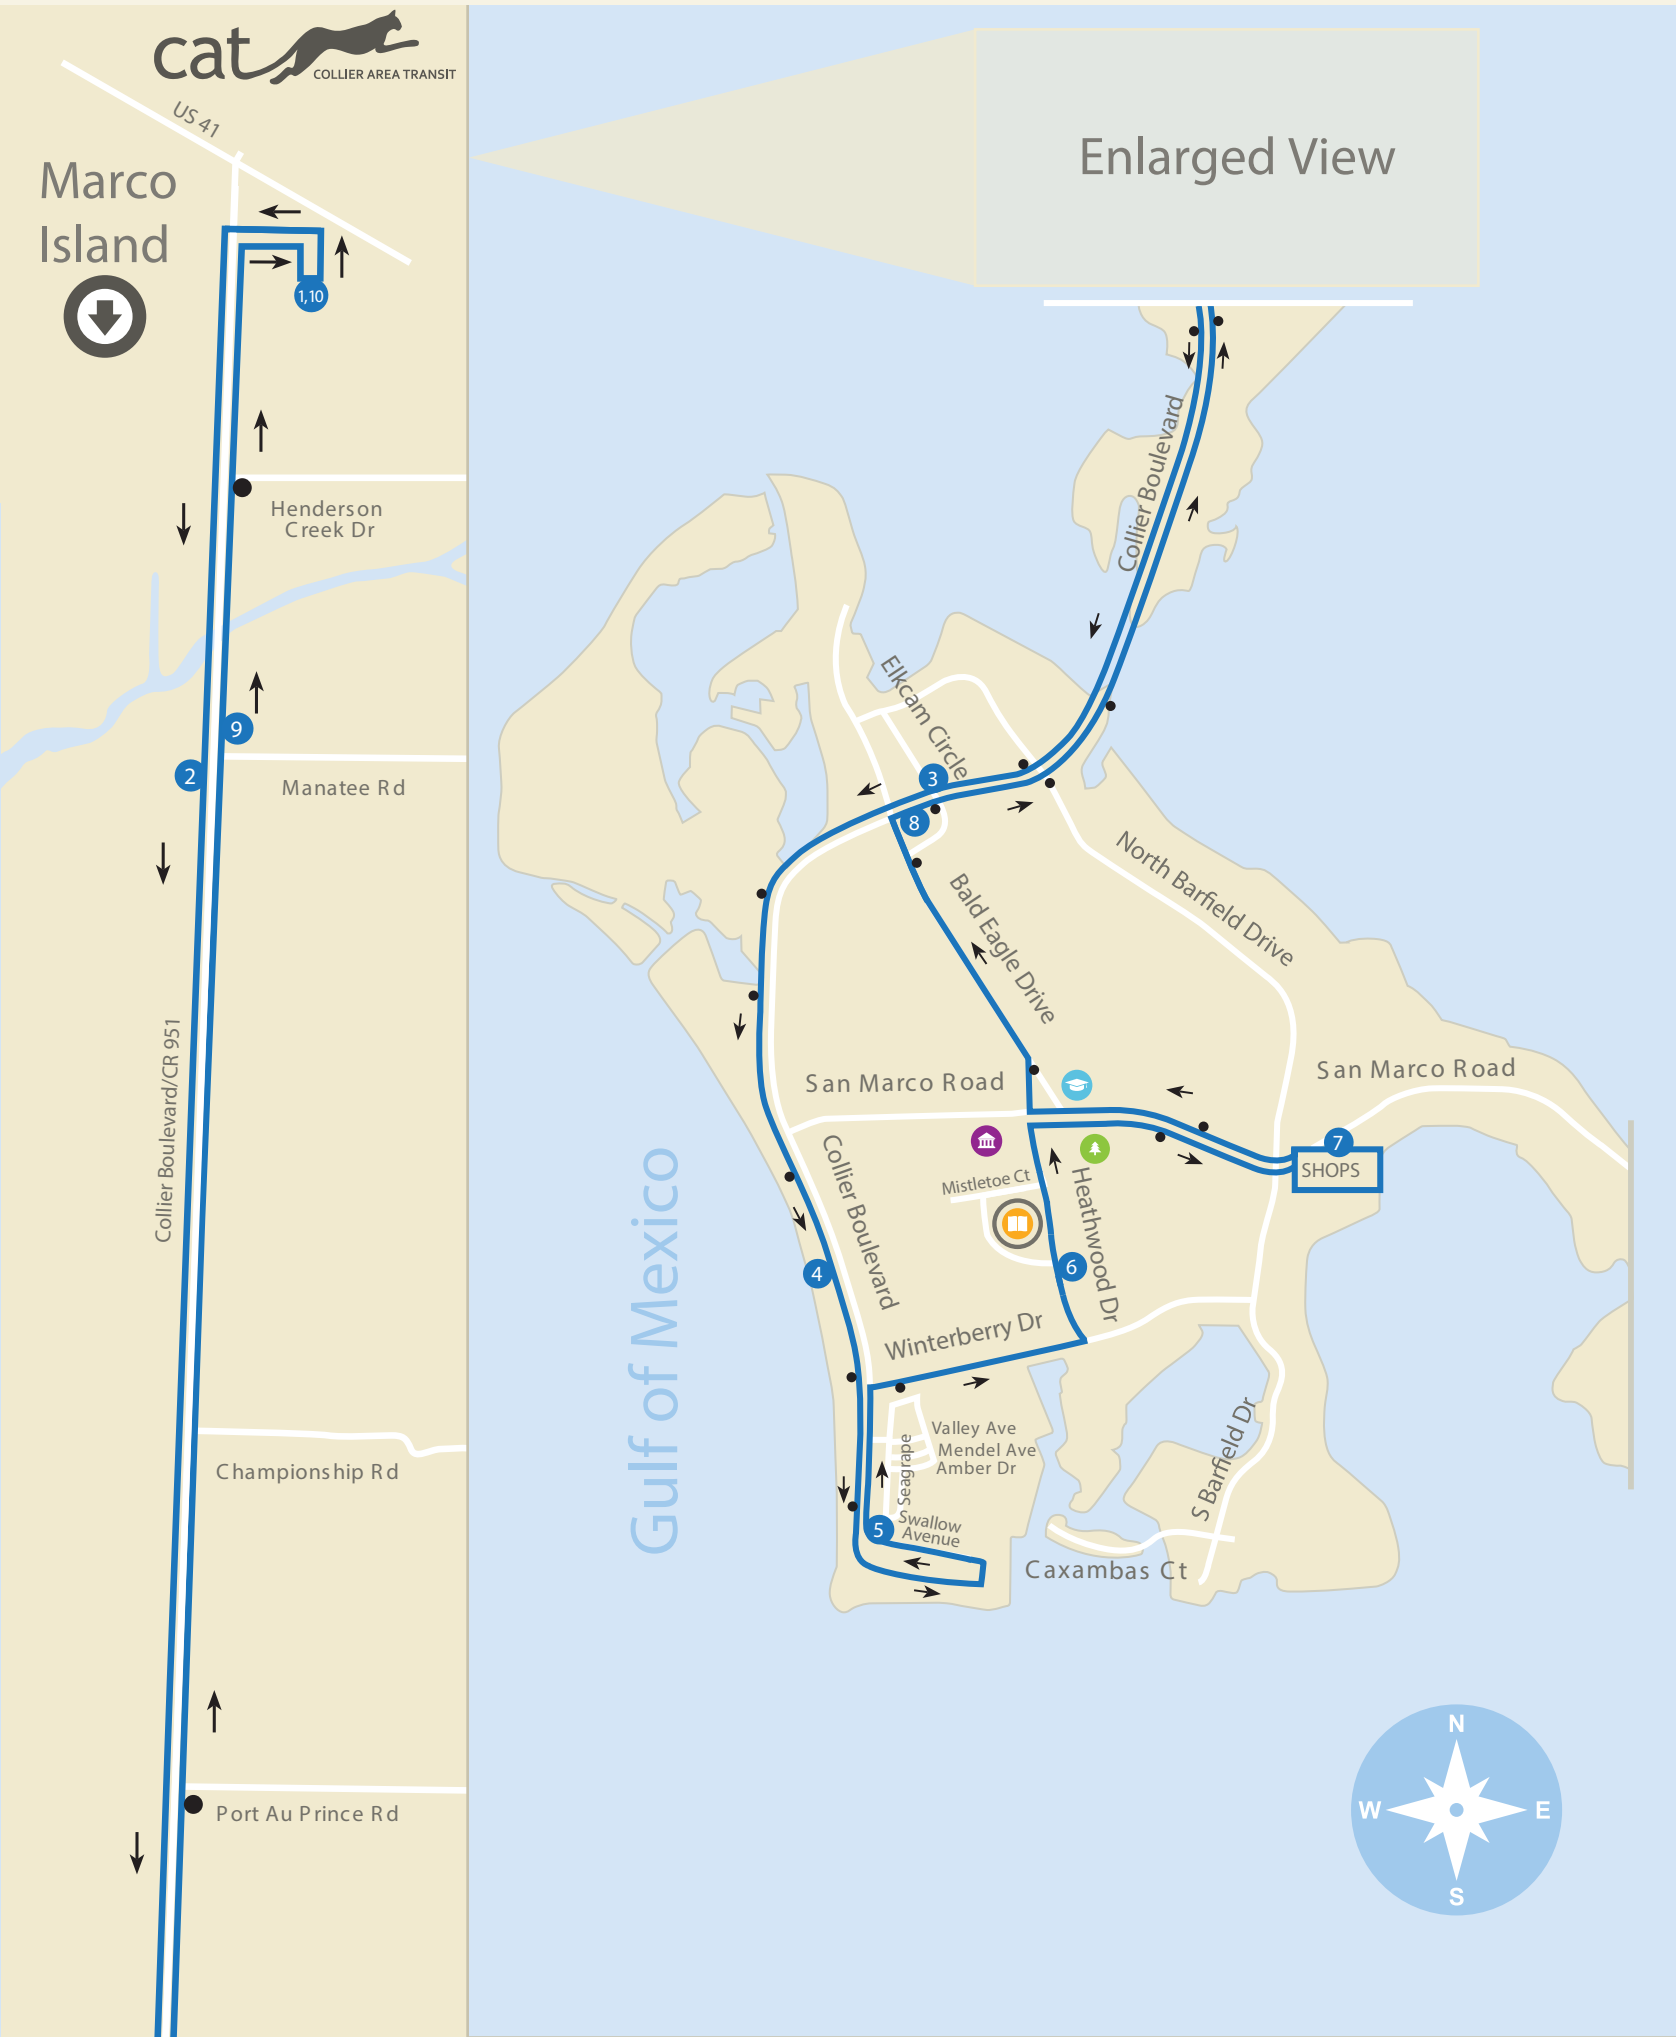 cat
COLLIER AREA TRANSIT
US 41
Marco
Island
1,10
Henderson
Creek Dr
9
2
Manatee Rd
Collier Boulevard/CR 951
Championship Rd
Port Au Prince Rd
Enlarged View
Collier Boulevard
Elkcam Circle
3
8
North Barfield Drive
Bald Eagle Drive
San Marco Road
San Marco Road
7
SHOPS
Mistletoe Ct
Heathwood Dr
Collier Boulevard
4
6
Gulf of Mexico
Winterberry Dr
Valley Ave
Mendel Ave
Amber Dr
Seagrape
S Barfield Dr
5
Swallow
Avenue
Caxambas Ct
N
W
E
S